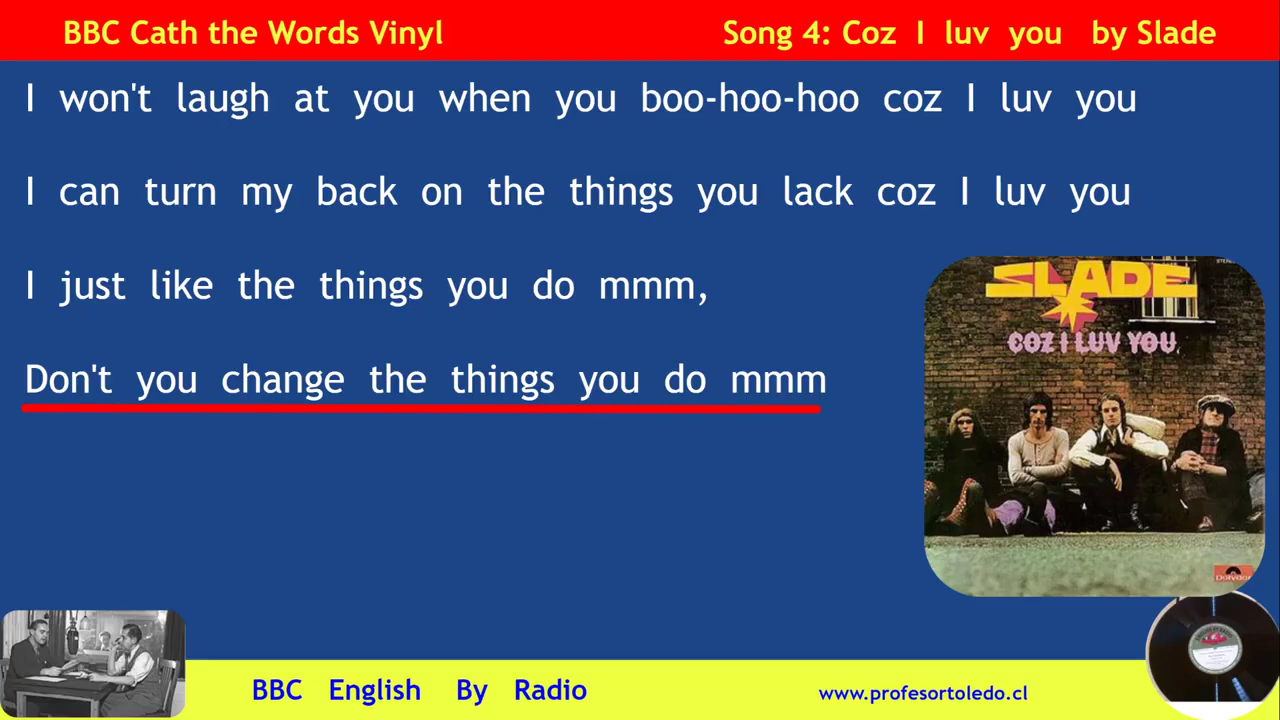 BBC Cath the Words Vinyl
Song 4: Coz I luv you by Slade
I won't laugh at you when you boo-hoo-hoo coz I luv you
I can turn my back on the things you lack coz I luv you
I just like the things you do mmm,
Don't you change the things you do mmm
SLADE
COZ I LUV YOU
Polydor
BBC English By Radio
www.profesortoledo.cl